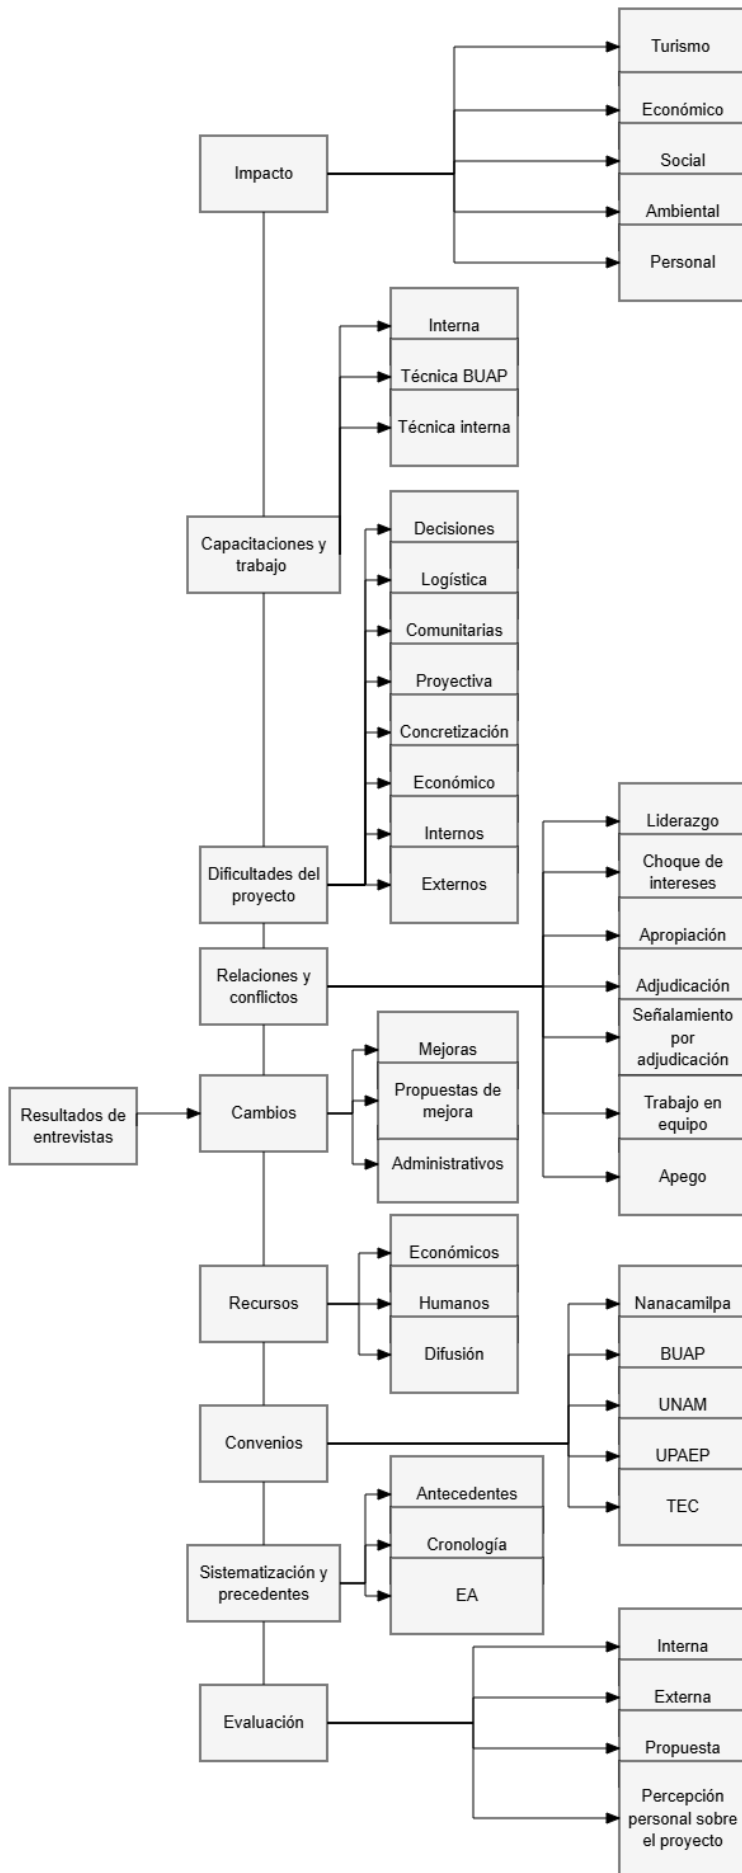 Resultados de
entrevistas
Impacto
Turismo
Económico
Social
Ambiental
Personal
Capacitaciones y
trabajo
Interna
Técnica BUAP
Técnica interna
Dificultades del
proyecto
Decisiones
Logística
Comunitarias
Proyectiva
Concretización
Económico
Internos
Externos
Relaciones y
conflictos
Liderazgo
Choque de
intereses
Apropiación
Adjudicación
Señalamiento
por
adjudicación
Trabajo en
equipo
Apego
Cambios
Mejoras
Propuestas de
mejora
Administrativos
Recursos
Económicos
Humanos
Difusión
Convenios
Nanacamilpa
BUAP
UNAM
UPAEP
TEC
Sistematización y
precedentes
Antecedentes
Cronología
EA
Evaluación
Interna
Externa
Propuesta
Percepción
personal sobre
el proyecto